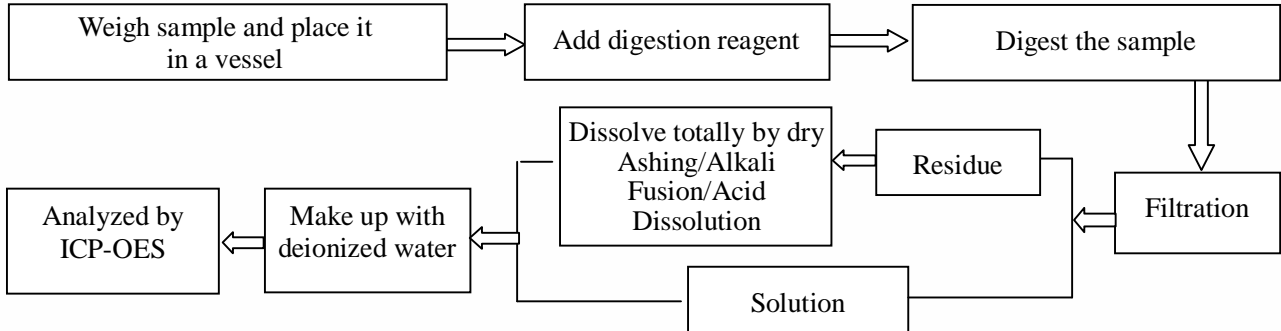 Weigh sample and place it
in a vessel
Add digestion reagent
Digest the sample
Filtration
Residue
Dissolve totally by dry
Ashing/Alkali
Fusion/Acid
Dissolution
Solution
Make up with
deionized water
Analyzed by
ICP-OES